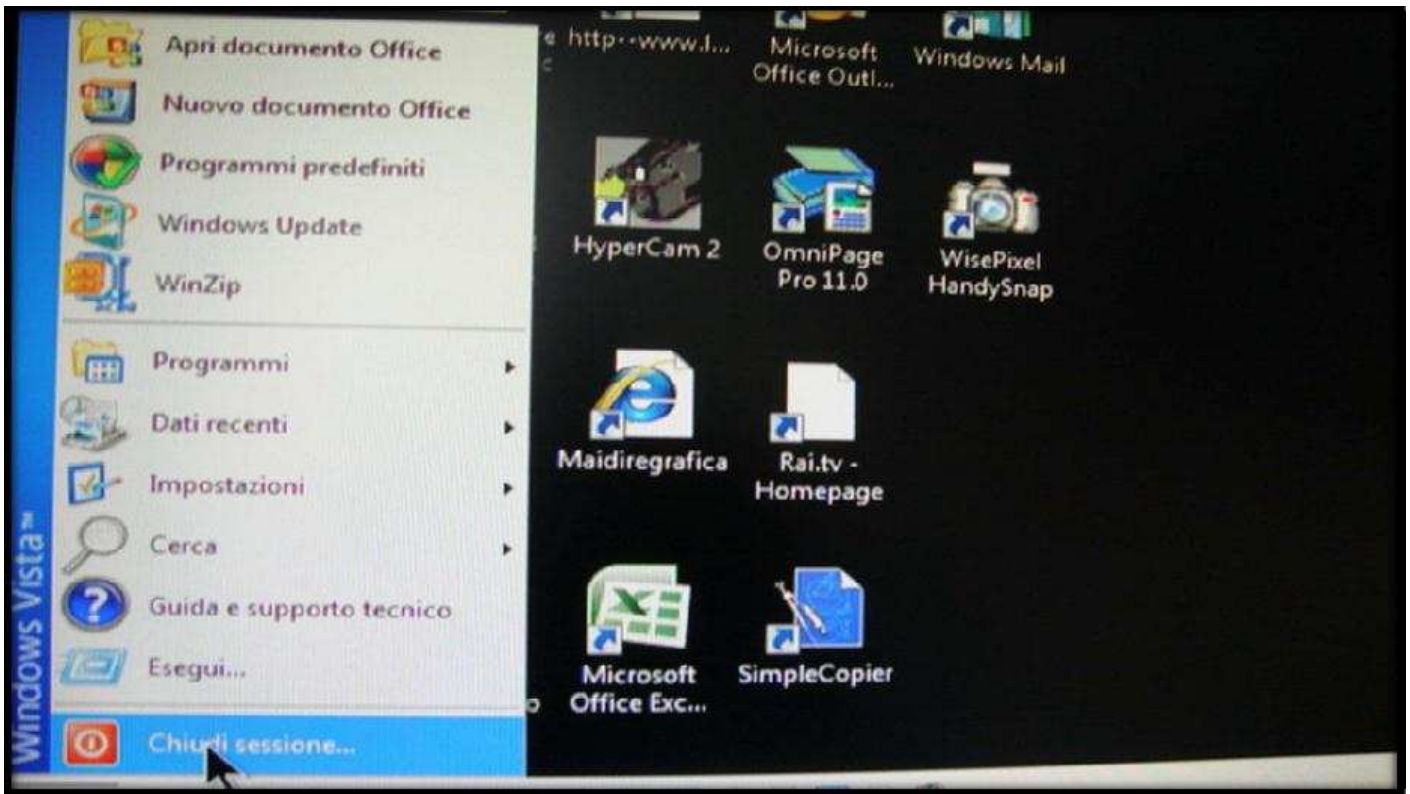 Apri documento Office
Nuovo documento Office
Programmi predefiniti
Windows Update
WinZip
Programmi
Dati recenti
Impostazioni
Cerca
Guida e supporto tecnico
Esegui...
Chiudi sessione...
Windows Vista™
http--www.l...
Microsoft
Office Outl...
Windows Mail
HyperCam 2
OmniPage
Pro 11.0
WisePixel
HandySnap
Maidiregrafica
Rai.tv -
Homepage
Microsoft
Office Exc...
SimpleCopier